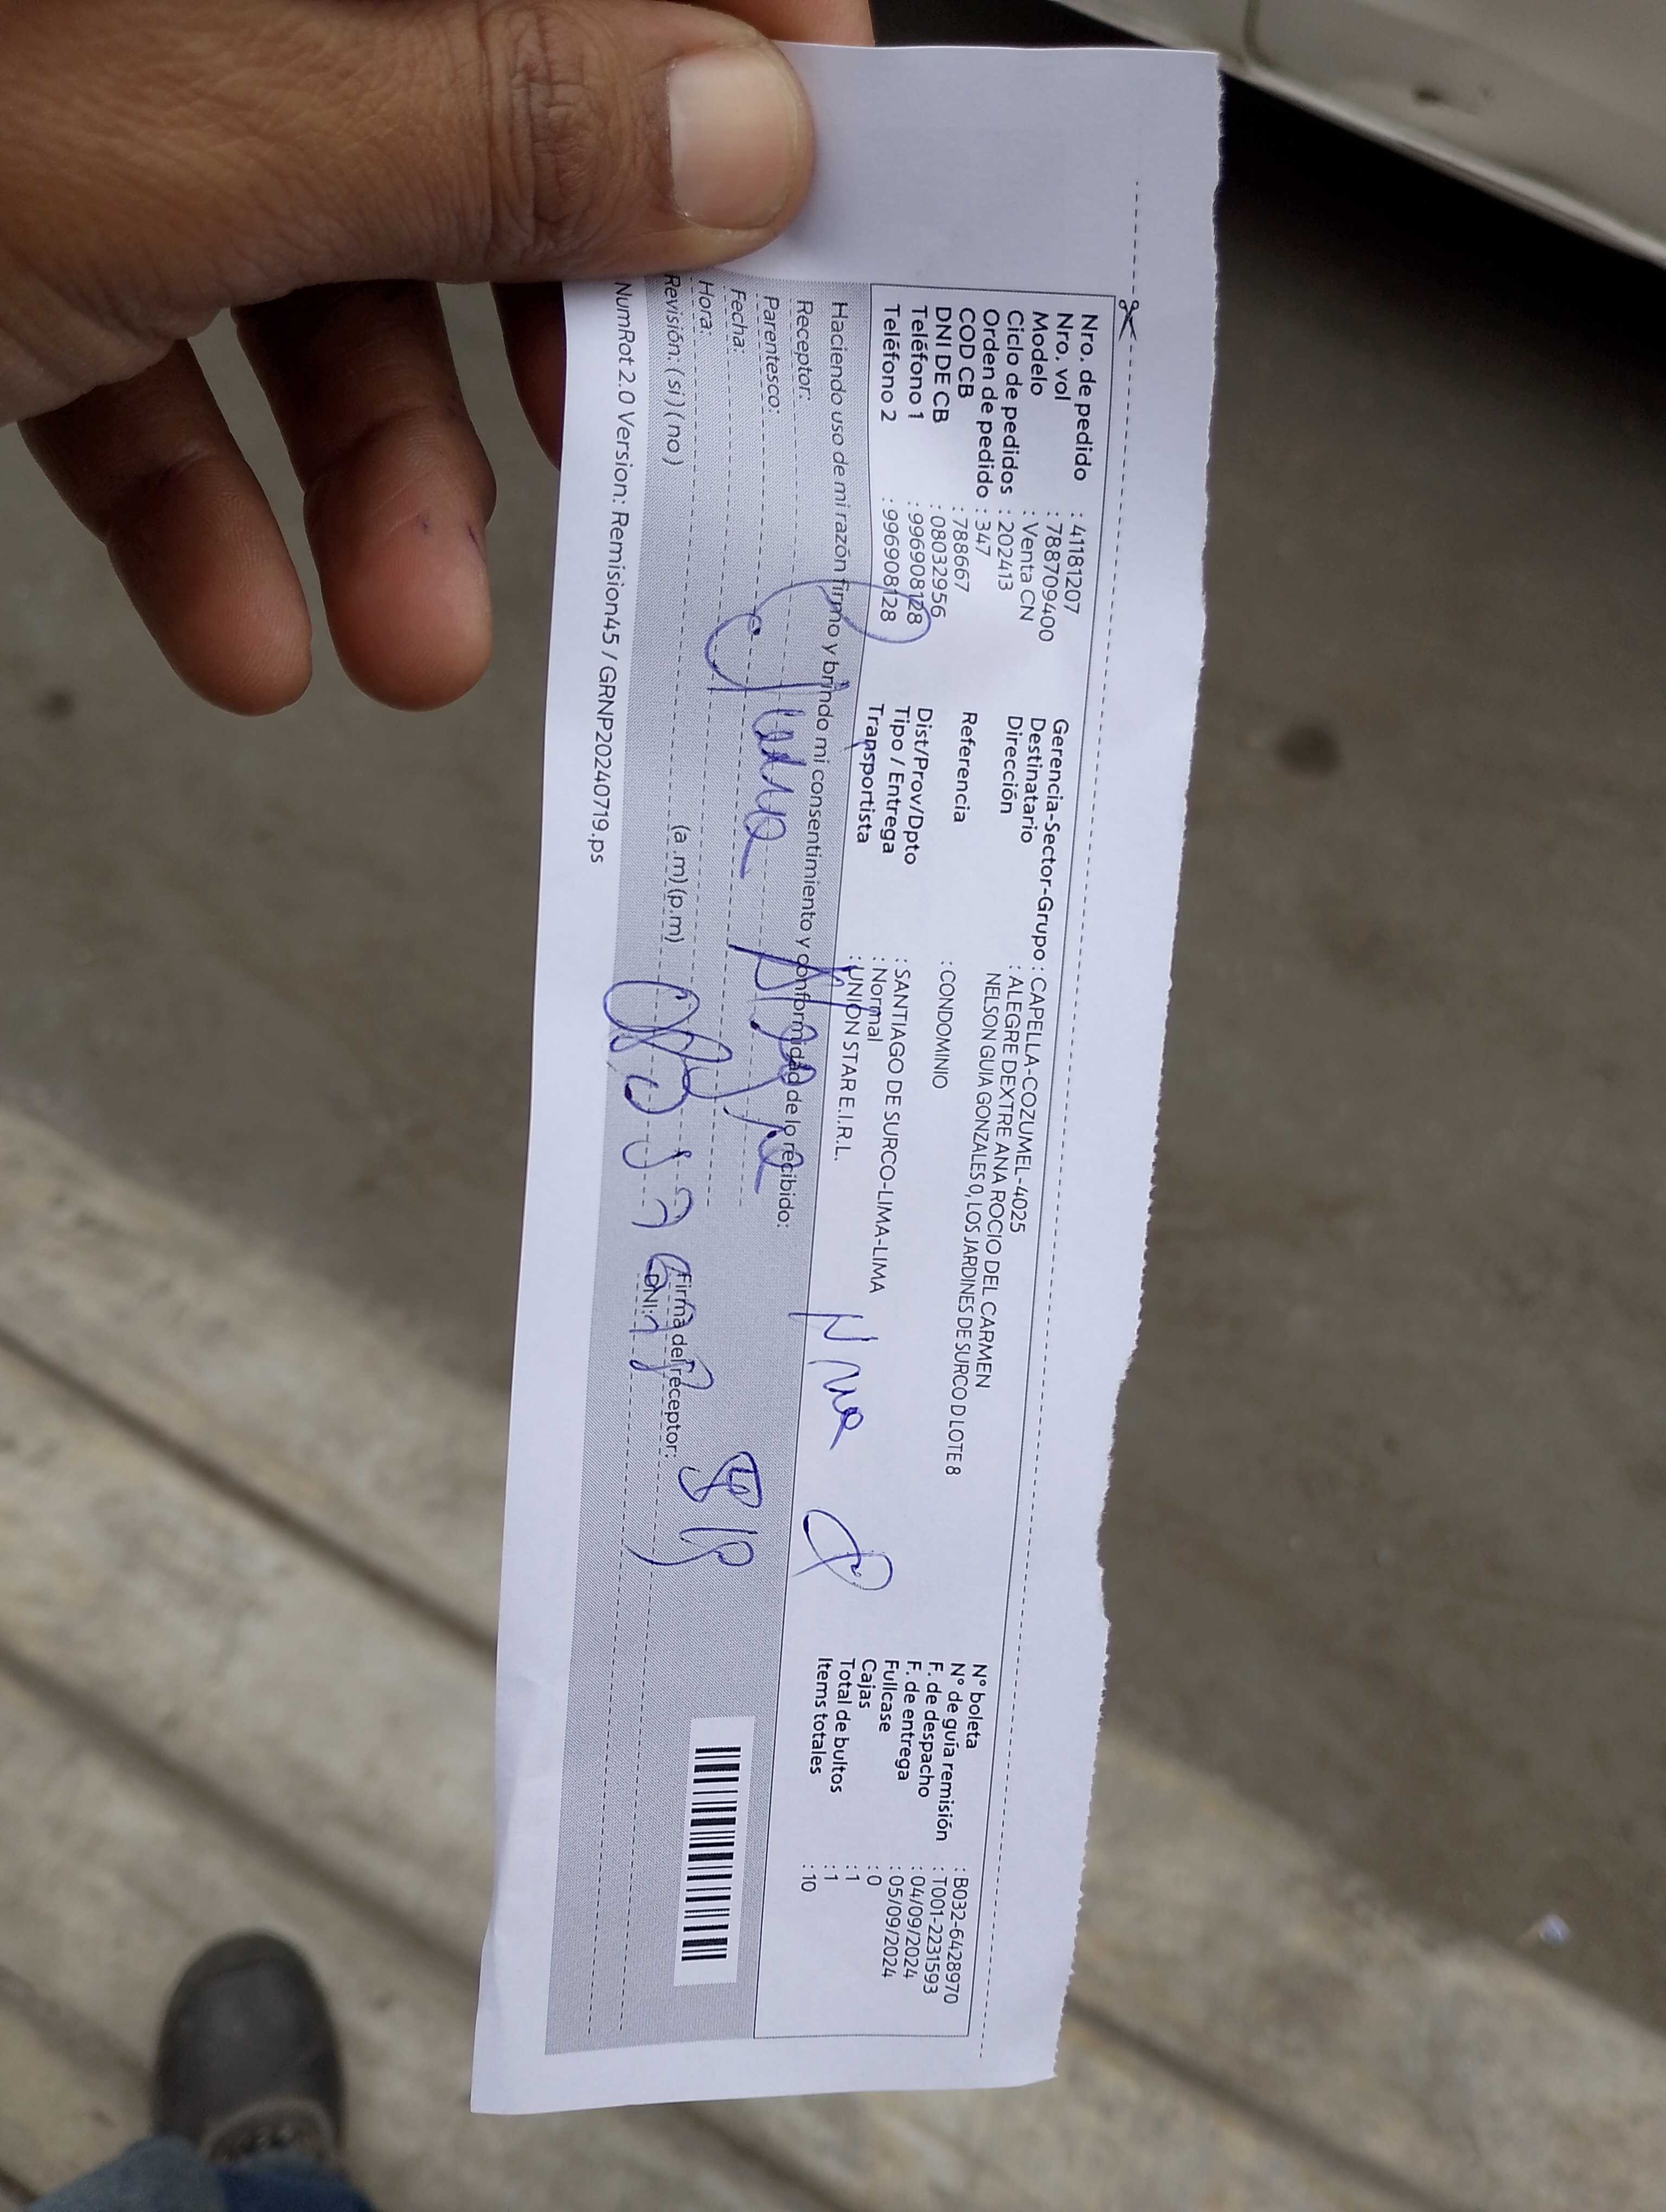 Nro. de pedido : 41181207
Nro. vol : 788709400
Modelo : Venta CN
Ciclo de pedidos : 202413
Orden de pedido : 347
COD CB : 788667
DNI DE CB : 08032956
Teléfono 1 : 996908128
Teléfono 2 : 996908128
Gerencia-Sector-Grupo : CAPELLA-COZUMEL-4025
Destinatario : ALEGRE DEXTRE ANA ROCIO DEL CARMEN
Dirección NELSON GUIA GONZALES 0, LOS JARDINES DE SURCO D LOTE 8
Referencia : CONDOMINIO
Dist/Prov/Dpto : SANTIAGO DE SURCO-LIMA-LIMA
Tipo / Entrega : Normal
Transportista : UNION STAR E.I.R.L.
N° boleta : B032-6428970
N° de guía remisión : T001-2231593
F. de despacho : 04/09/2024
F. de entrega : 05/09/2024
Fullcase : 0
Cajas : 1
Total de bultos : 1
Items totales : 10
Haciendo uso de mi razón firmo y brindo mi consentimiento y conformidad de lo recibido:
Receptor:
Parentesco:
Fecha:
Hora: (a.m) (p.m)
Revisión: ( si ) ( no )
Firma del receptor:
DNI:
NumRot 2.0 Version: Remision45 / GRNP20240719.ps